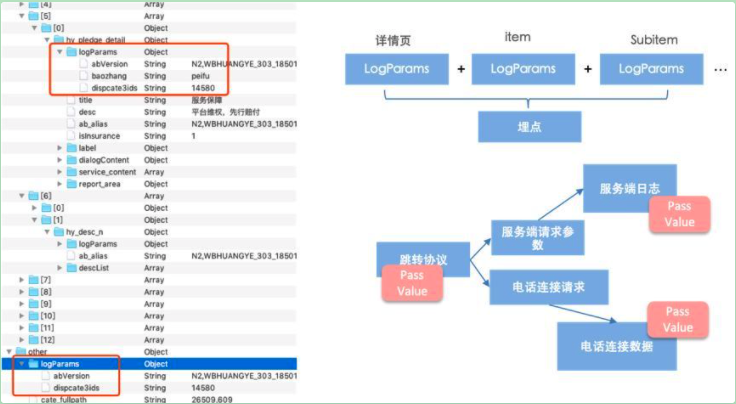 [4] Array
[5] Array
[0] Object
hy_pledge_detail Object
logParams Object
abVersion String N2,WBHUANGYE_303_18501
baozhang String peifu
dispcate3ids String 14580
title String 服务保障
desc String 平台维权，先行赔付
ab_alias String N2,WBHUANGYE_303_18501
isInsurance String 1
label Object
dialogContent Object
service_content Array
report_area Object
[6] Array
[0] Object
[1] Object
hy_desc_n Object
logParams Object
ab_alias String N2,WBHUANGYE_303_18501
descList Array
[7] Array
[8] Array
[9] Array
[10] Array
[11] Array
[12] Array
other Object
logParams Object
abVersion String N2,WBHUANGYE_303_18501
dispcate3ids String 14580
cate_fullpath String 26509,609
详情页 item Subitem
LogParams + LogParams + LogParams ...
埋点
服务端日志
Pass
Value
服务端请求参
数
跳转协议
Pass
Value
电话连接请求
Pass
Value
电话连接数据